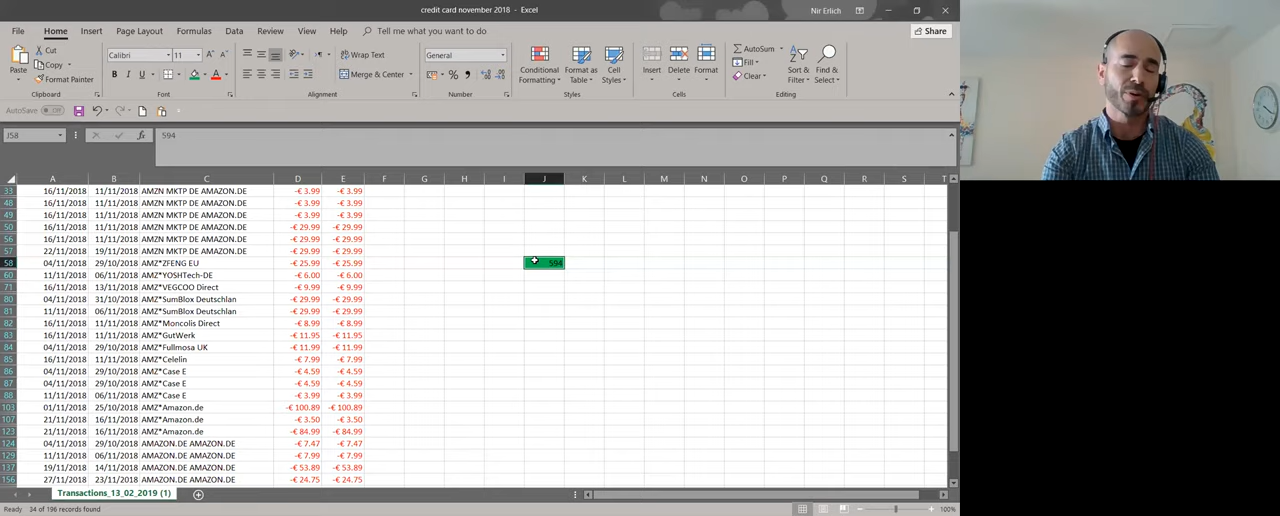 credit card november 2018 - Excel
Nir Erlich
File Home Insert Page Layout Formulas Data Review View Help Tell me what you want to do Share
Cut
Copy
Format Painter
Paste
Clipboard
Calibri 11
Font
Wrap Text
Merge & Center
Alignment
General
Number
Conditional Formatting
Format as Table
Cell Styles
Styles
Insert Delete Format
Cells
AutoSum
Fill
Clear
Sort & Filter
Find & Select
Editing
AutoSave Off
J58 fx 594
A B C D E F G H I J K L M N O P Q R S T
33 16/11/2018 11/11/2018 AMZN MKTP DE AMAZON.DE -€ 3.99 -€ 3.99
48 16/11/2018 11/11/2018 AMZN MKTP DE AMAZON.DE -€ 3.99 -€ 3.99
49 16/11/2018 11/11/2018 AMZN MKTP DE AMAZON.DE -€ 3.99 -€ 3.99
50 16/11/2018 11/11/2018 AMZN MKTP DE AMAZON.DE -€ 29.99 -€ 29.99
56 16/11/2018 11/11/2018 AMZN MKTP DE AMAZON.DE -€ 29.99 -€ 29.99
57 22/11/2018 19/11/2018 AMZN MKTP DE AMAZON.DE -€ 29.99 -€ 29.99
58 04/11/2018 29/10/2018 AMZ*ZFENG EU -€ 25.99 -€ 25.99 594
60 11/11/2018 06/11/2018 AMZ*YOSHTech-DE -€ 6.00 -€ 6.00
71 16/11/2018 13/11/2018 AMZ*VEGCOO Direct -€ 9.99 -€ 9.99
80 04/11/2018 31/10/2018 AMZ*SumBlox Deutschlan -€ 29.99 -€ 29.99
81 11/11/2018 06/11/2018 AMZ*SumBlox Deutschlan -€ 29.99 -€ 29.99
82 16/11/2018 11/11/2018 AMZ*Moncolis Direct -€ 8.99 -€ 8.99
83 16/11/2018 11/11/2018 AMZ*GutWerk -€ 11.95 -€ 11.95
84 04/11/2018 29/10/2018 AMZ*Fullmosa UK -€ 11.99 -€ 11.99
85 16/11/2018 11/11/2018 AMZ*Celelin -€ 7.99 -€ 7.99
86 04/11/2018 29/10/2018 AMZ*Case E -€ 4.59 -€ 4.59
87 04/11/2018 29/10/2018 AMZ*Case E -€ 4.59 -€ 4.59
88 11/11/2018 06/11/2018 AMZ*Case E -€ 3.99 -€ 3.99
103 01/11/2018 25/10/2018 AMZ*Amazon.de -€ 100.89 -€ 100.89
107 21/11/2018 16/11/2018 AMZ*Amazon.de -€ 3.50 -€ 3.50
123 21/11/2018 16/11/2018 AMZ*Amazon.de -€ 84.99 -€ 84.99
124 04/11/2018 29/10/2018 AMAZON.DE AMAZON.DE -€ 7.47 -€ 7.47
129 11/11/2018 06/11/2018 AMAZON.DE AMAZON.DE -€ 7.99 -€ 7.99
137 19/11/2018 14/11/2018 AMAZON.DE AMAZON.DE -€ 53.89 -€ 53.89
156 27/11/2018 23/11/2018 AMAZON.DE AMAZON.DE -€ 24.75 -€ 24.75
Transactions_13_02_2019 (1)
Ready 34 of 196 records found 100%